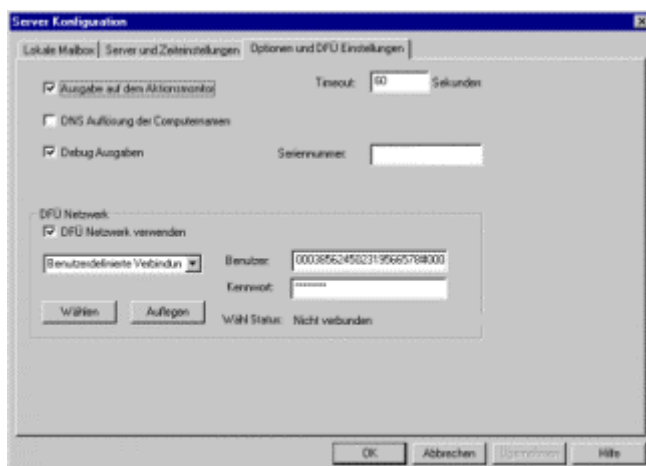 Server Konfiguration
Lokale Mailbox Server und Zeiteinstellungen Optionen und DFÜ Einstellungen
Ausgabe auf dem Aktionsmonitor Timeout: 60 Sekunden
DNS Auflösung der Computernamen
Debug Ausgaben Seriennummer:
DFÜ Netzwerk
DFÜ Netzwerk verwenden
Benutzerdefinierte Verbindun Benutzer:
Kennwort: ********
Wählen Auflegen Wähl Status: Nicht verbunden
OK Abbrechen Übernehmen Hilfe